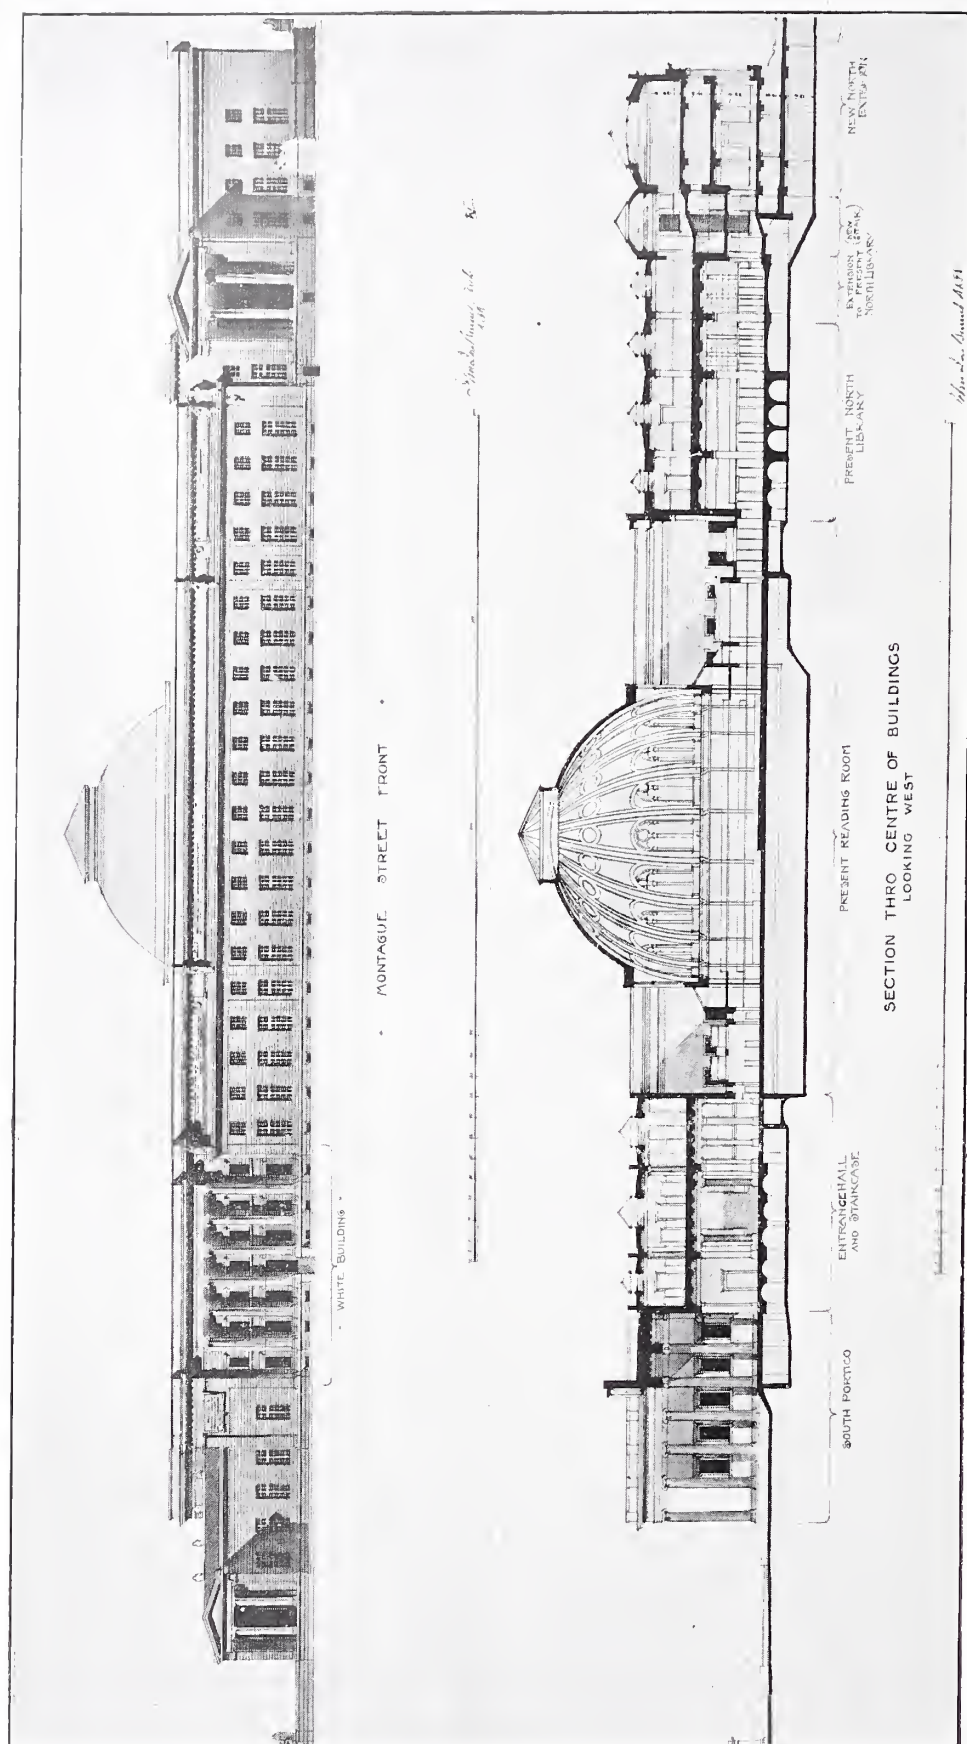 · MONTAGUE STREET FRONT ·
· WHITE BUILDING ·
SOUTH PORTICO
ENTRANCE HALL
AND STAIRCASE
PRESENT READING ROOM
PRESENT NORTH
LIBRARY
EXTENSION (NEW
TO PRESENT
NORTH LIBRARY
NEW NORTH
EXTENSION
SECTION THRO CENTRE OF BUILDINGS
LOOKING WEST